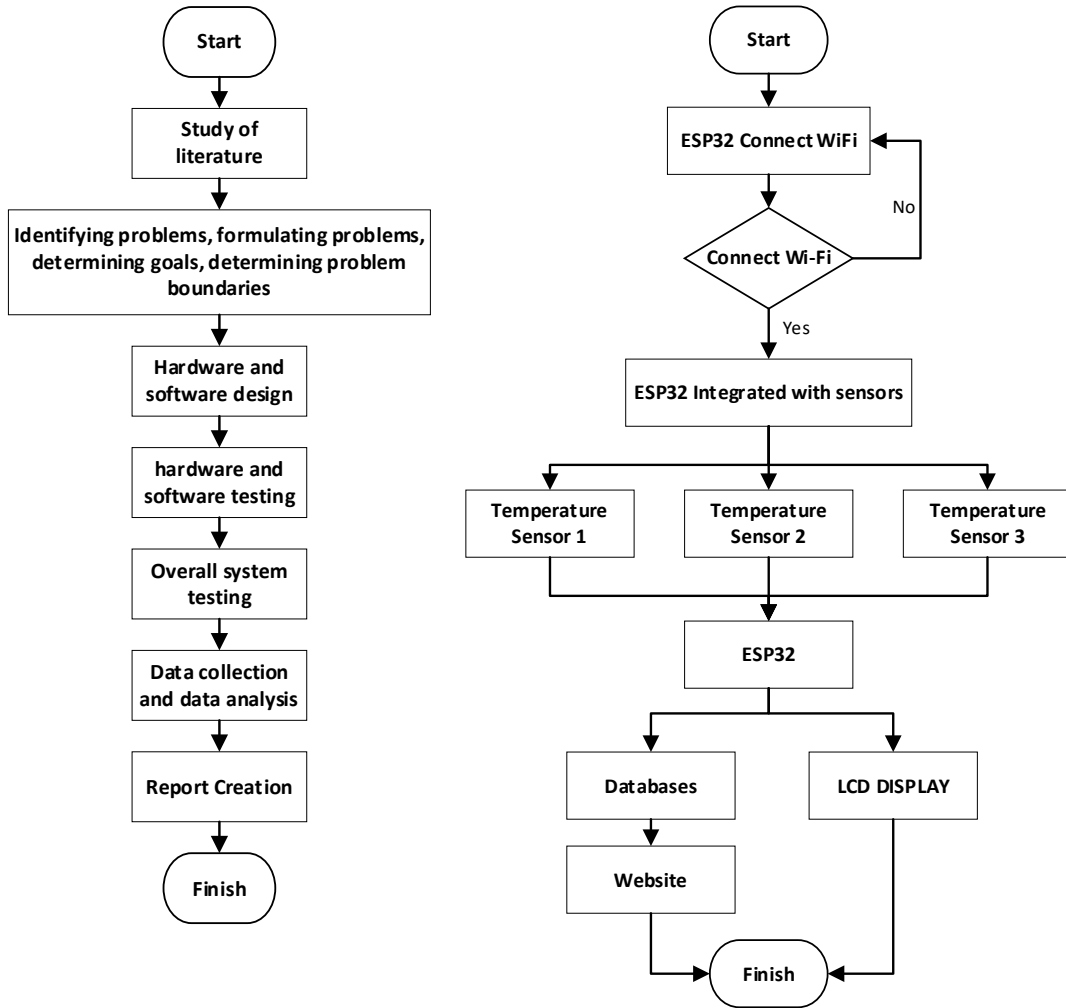 Start
Study of
literature
Identifying problems, formulating problems,
determining goals, determining problem
boundaries
Hardware and
software design
hardware and
software testing
Overall system
testing
Data collection
and data analysis
Report Creation
Finish
Start
ESP32 Connect WiFi
No
Connect Wi-Fi
Yes
ESP32 Integrated with sensors
Temperature
Sensor 1
Temperature
Sensor 2
Temperature
Sensor 3
ESP32
Databases
LCD DISPLAY
Website
Finish